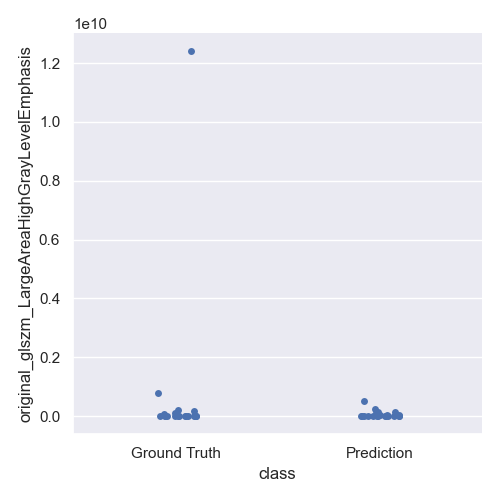 1e10
1.2
1.0
0.8
0.6
0.4
0.2
0.0
original_glszm_LargeAreaHighGrayLevelEmphasis
Ground Truth
Prediction
class